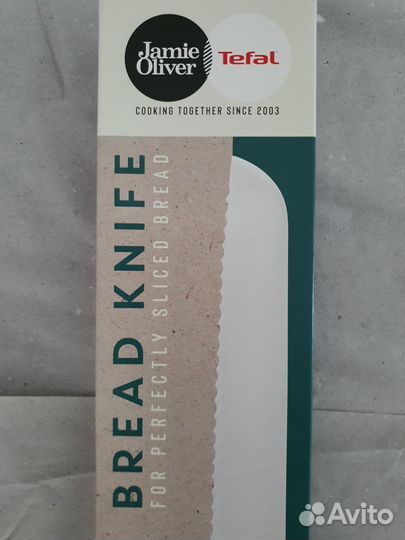 Jamie
Oliver
Tefal
COOKING TOGETHER SINCE 2003
BREAD KNIFE
FOR PERFECTLY SLICED BREAD
Avito